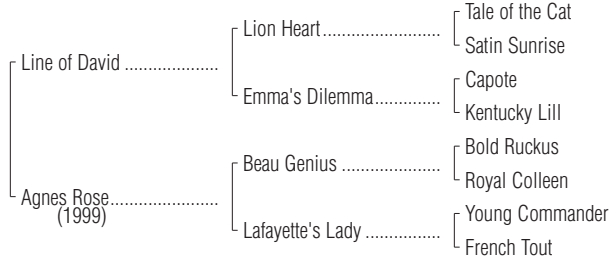 Tale of the Cat
Lion Heart
Satin Sunrise
Line of David
Capote
Emma's Dilemma
Kentucky Lill
Bold Ruckus
Beau Genius
Royal Colleen
Agnes Rose
(1999)
Young Commander
Lafayette's Lady
French Tout